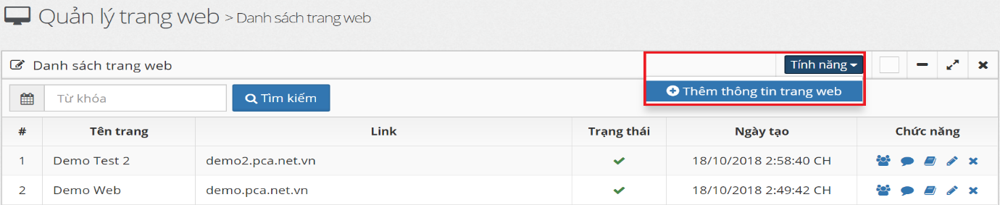 Quản lý trang web > Danh sách trang web
Danh sách trang web Tính năng
Từ khóa Tìm kiếm Thêm thông tin trang web
# Tên trang Link Trạng thái Ngày tạo Chức năng
1 Demo Test 2 demo2.pca.net.vn 18/10/2018 2:58:40 CH
2 Demo Web demo.pca.net.vn 18/10/2018 2:49:42 CH